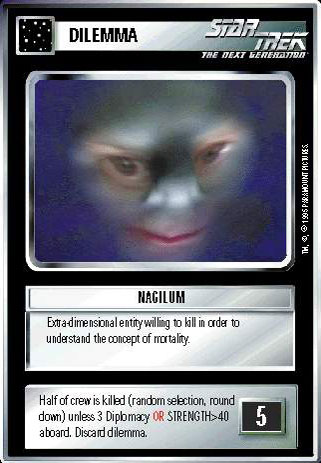 DILEMMA
STAR TREK
THE NEXT GENERATION
TM, ©, © 1995 PARAMOUNT PICTURES.
NAGILUM
Extra-dimensional entity willing to kill in order to
understand the concept of mortality.
Half of crew is killed (random selection, round
down) unless 3 Diplomacy OR STRENGTH>40
aboard. Discard dilemma.
5